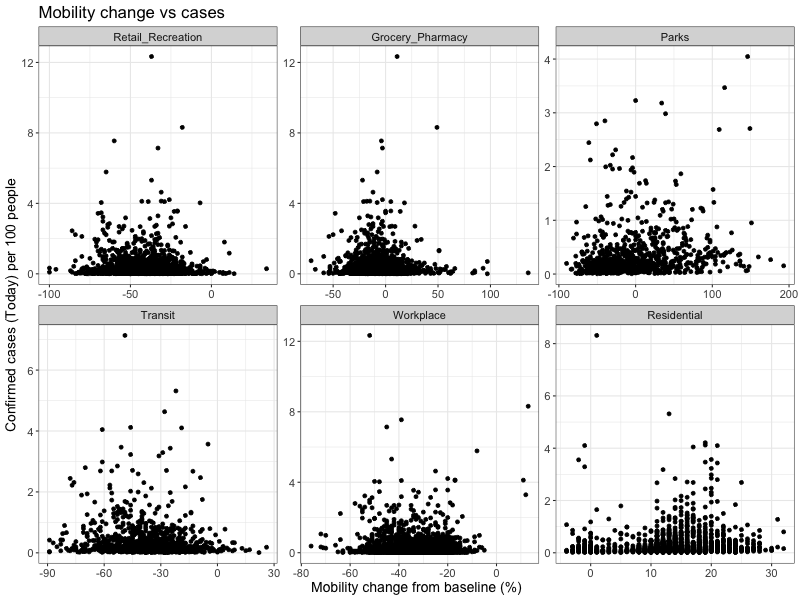 Mobility change vs cases
Retail_Recreation Grocery_Pharmacy Parks
12 12 4
3
8 8
2
4 4
1
0 0 0
-100 -50 0 -50 0 50 100 -100 0 100 200
Transit Workplace Residential
12 8
6
8 6
4
4
2 4
2
0 0 0
-90 -60 -30 0 30 -80 -60 -40 -20 0 0 10 20 30
Confirmed cases (Today) per 100 people
Mobility change from baseline (%)